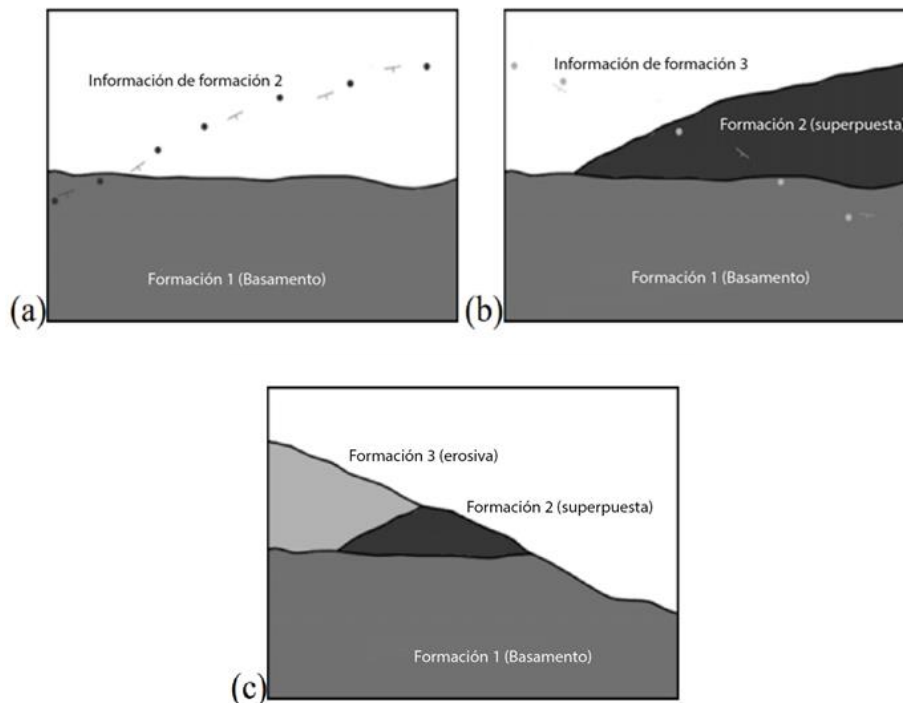 Información de formación 2
Formación 1 (Basamento)
(a)
Información de formación 3
Formación 2 (superpuesta)
Formación 1 (Basamento)
(b)
Formación 3 (erosiva)
Formación 2 (superpuesta)
Formación 1 (Basamento)
(c)